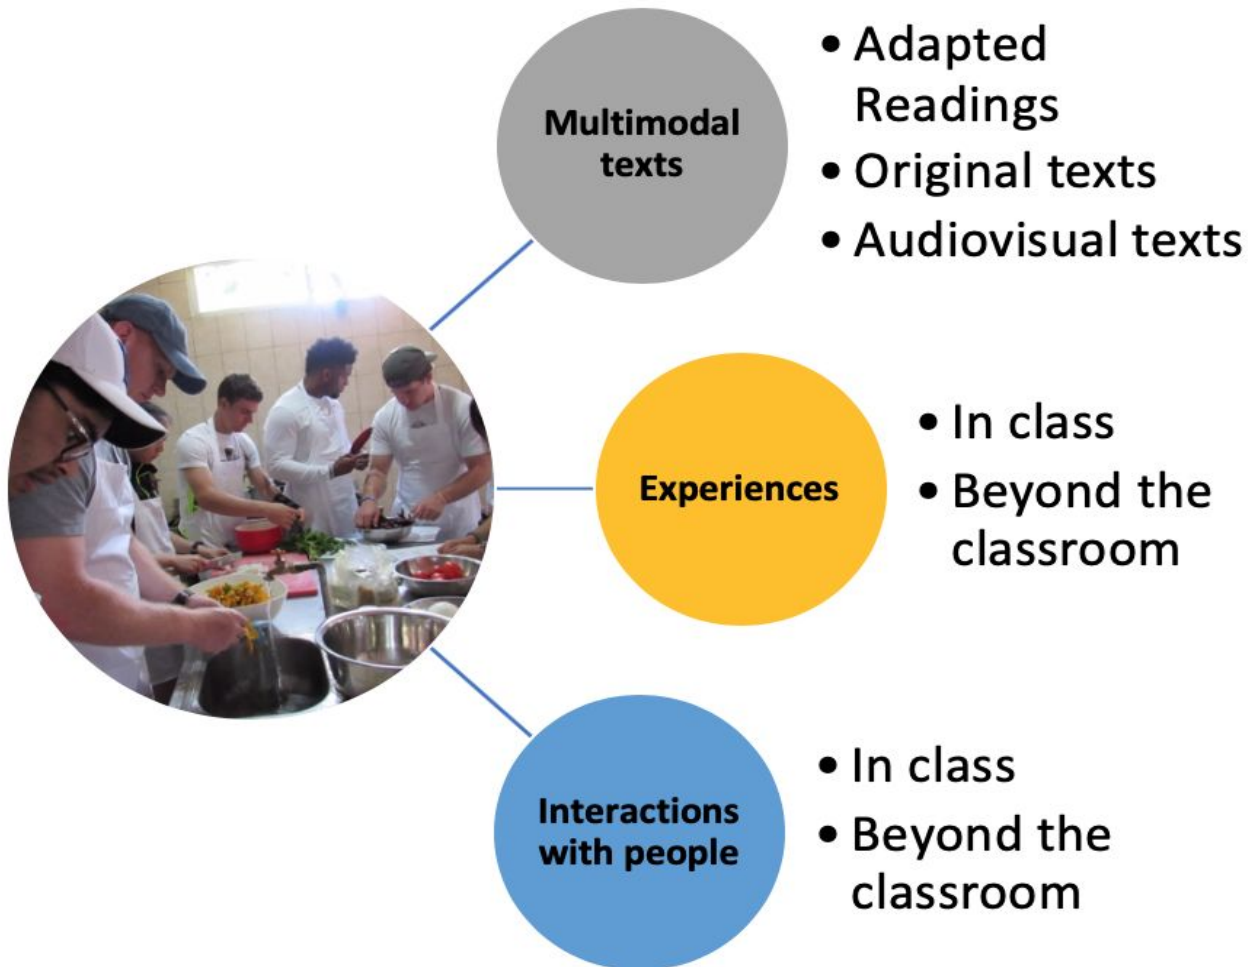 Multimodal
texts
• Adapted
Readings
• Original texts
• Audiovisual texts
Experiences
• In class
• Beyond the
classroom
Interactions
with people
• In class
• Beyond the
classroom